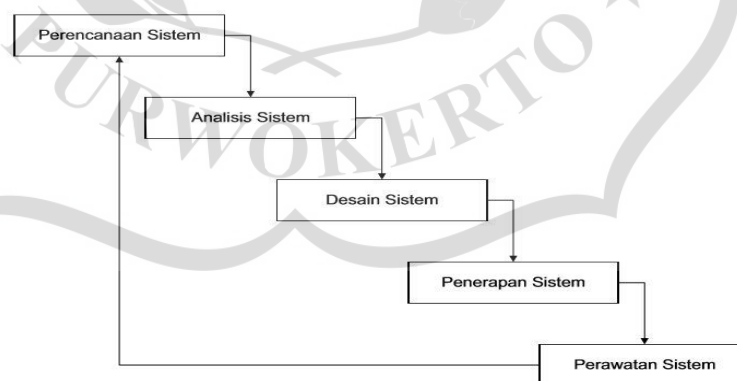 Perencanaan Sistem
PURWOKERTO
Analisis Sistem
Desain Sistem
Penerapan Sistem
Perawatan Sistem